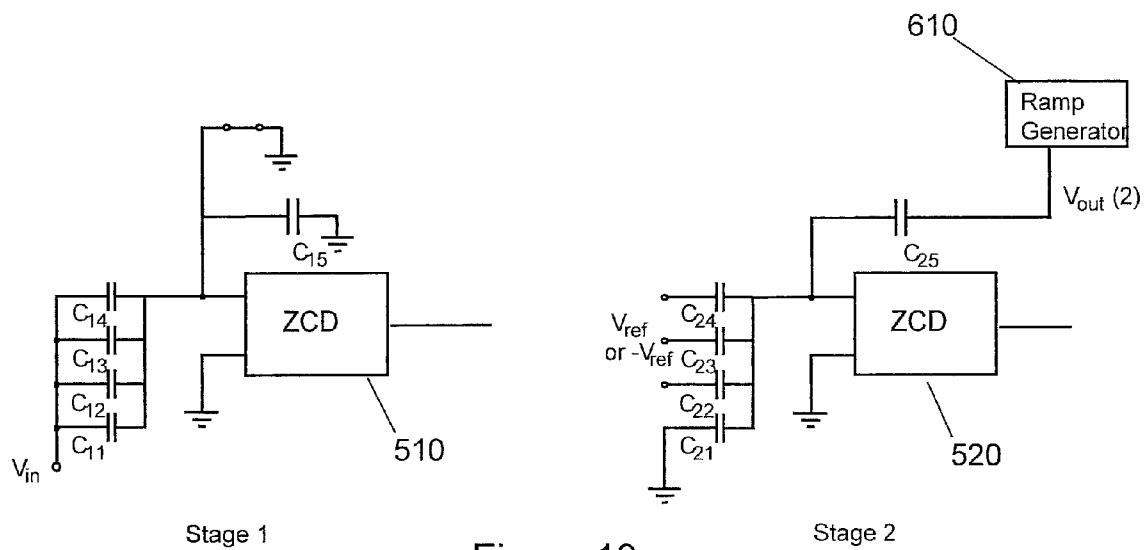 610
Ramp
Generator
Vout (2)
C15
C25
C14
ZCD
C13
C12
C11
Vin
510
C24
Vref
or -Vref
C23
C22
C21
ZCD
520
Stage 1
Stage 2